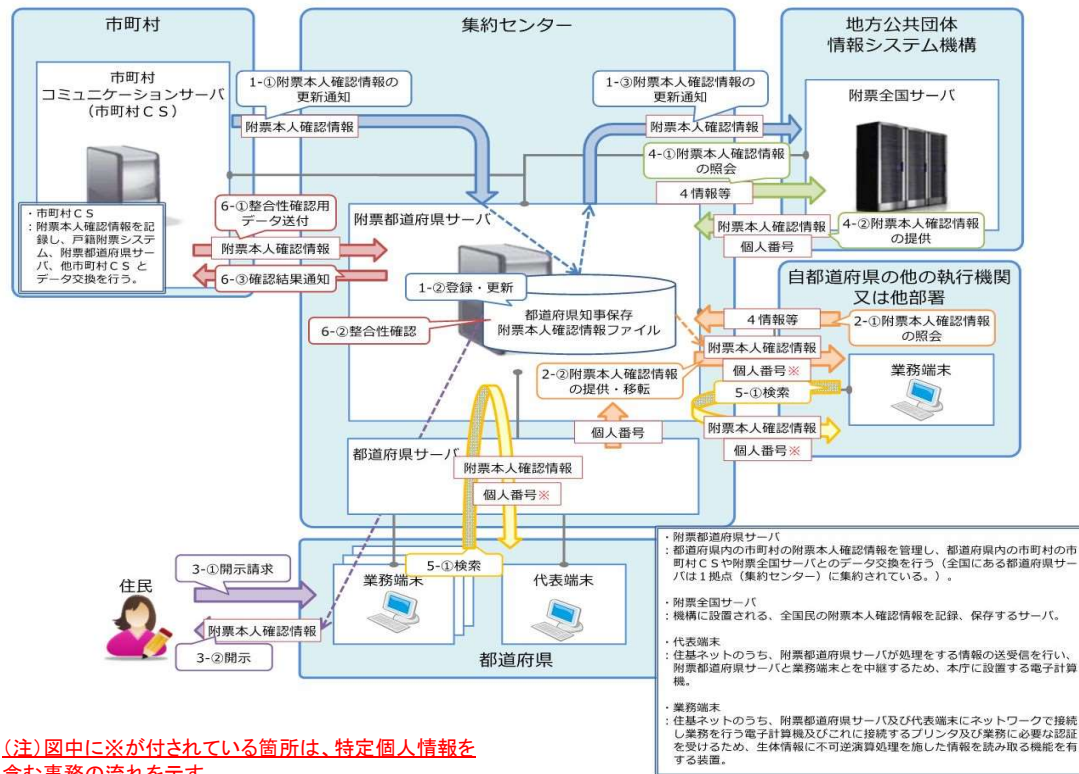 市町村
集約センター
地方公共団体
情報システム機構
市町村
コミュニケーションサーバ
（市町村ＣＳ）
1-①附票本人確認情報の
更新通知
附票本人確認情報
1-③附票本人確認情報の
更新通知
附票本人確認情報
附票全国サーバ
4-①附票本人確認情報
の照会
４情報等
附票本人確認情報
個人番号
4-②附票本人確認情報
の提供
・市町村ＣＳ
：附票本人確認情報を記
録し、戸籍附票システ
ム、附票都道府県サー
バ、他市町村ＣＳ と
データ交換を行う。
6-①整合性確認用
データ送付
附票本人確認情報
6-③確認結果通知
附票都道府県サーバ
1-②登録・更新
都道府県知事保存
附票本人確認情報ファイル
6-②整合性確認
自都道府県の他の執行機関
又は他部署
４情報等
2-①附票本人確認情報
の照会
附票本人確認情報
個人番号※
2-②附票本人確認情報
の提供・移転
業務端末
5-①検索
附票本人確認情報
個人番号※
個人番号
都道府県サーバ
附票本人確認情報
個人番号※
5-①検索
住民
3-①開示請求
附票本人確認情報
3-②開示
業務端末
代表端末
都道府県
・附票都道府県サーバ
：都道府県内の市町村の附票本人確認情報を管理し、都道府県内の市町村の市
町村ＣＳや附票全国サーバとのデータ交換を行う（全国にある都道府県サー
バは１拠点（集約センター）に集約されている。）。
・附票全国サーバ
：機構に設置される、全国民の附票本人確認情報を記録、保存するサーバ。
・代表端末
：住基ネットのうち、附票都道府県サーバが処理をする情報の送受信を行い、
附票都道府県サーバと業務端末とを中継するため、本庁に設置する電子計算
機。
・業務端末
：住基ネットのうち、附票都道府県サーバ及び代表端末にネットワークで接続
し業務を行う電子計算機及びこれに接続するプリンタ及び業務に必要な認証
を受けるため、生体情報に不可逆演算処理を施した情報を読み取る機能を有
する装置。
（注）図中に※が付されている箇所は、特定個人情報を
含む事務の流れを示す